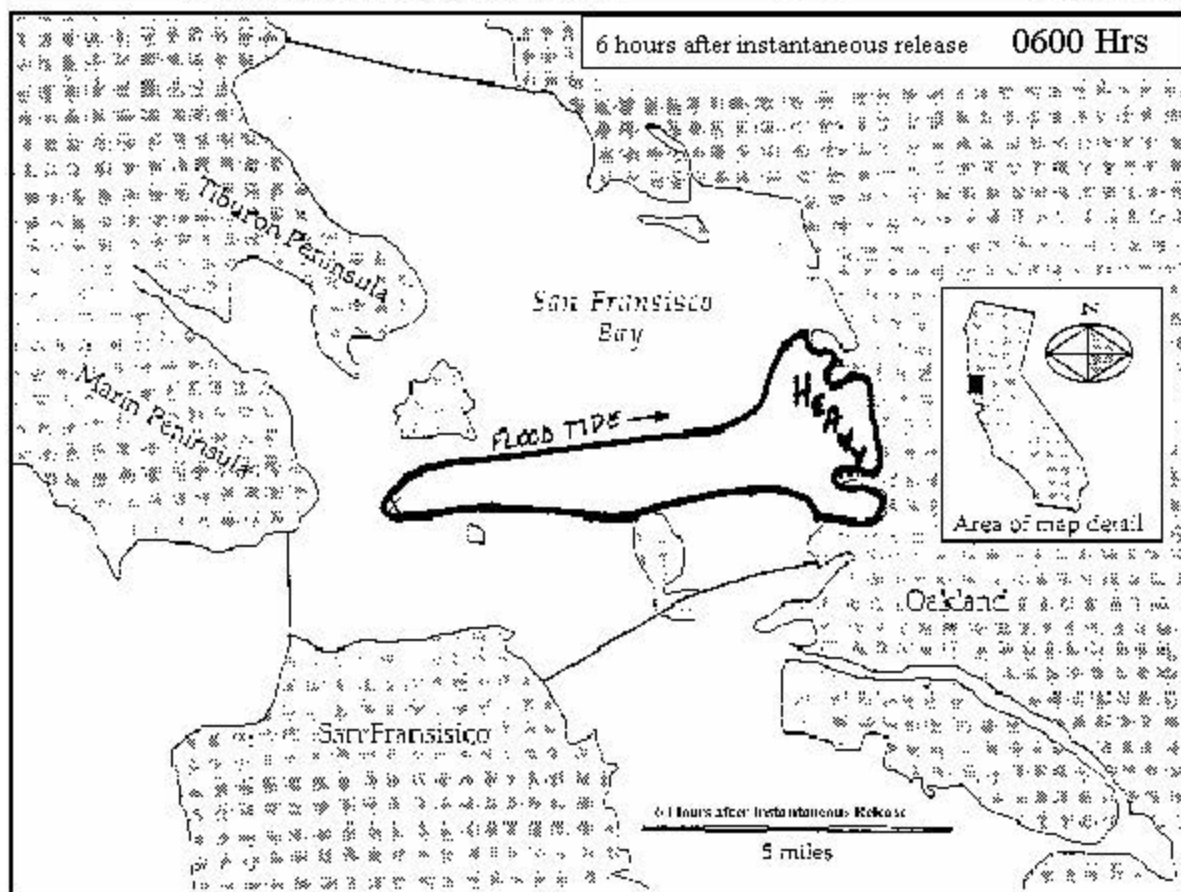 6 hours after instantaneous release 0600 Hrs
Tiburon Peninsula
San Fransisco
Bay
N
Marin Peninsula
HEAVY
FLOOD TIDE
Area of map detail
Oakland
San Fransisico
6 Hours after Instantaneous Release
5 miles